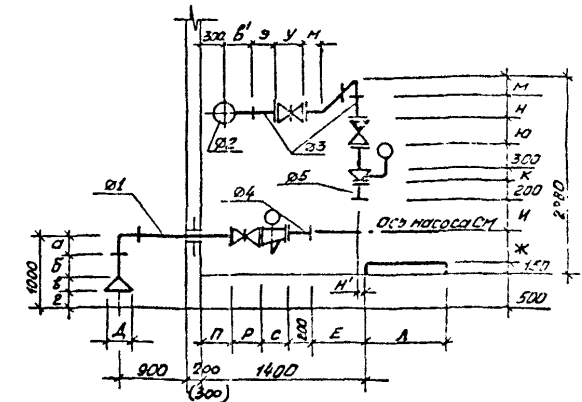 300 в' э у м
ø2
ø3
м
н
ю
300
к
200
и
ж
150
500
2980
ø5
ø1
ø4
Ось насоса СМ
1000
а
б
в
г
д
н'
п р с 200 е л
900 200 1400
(300)